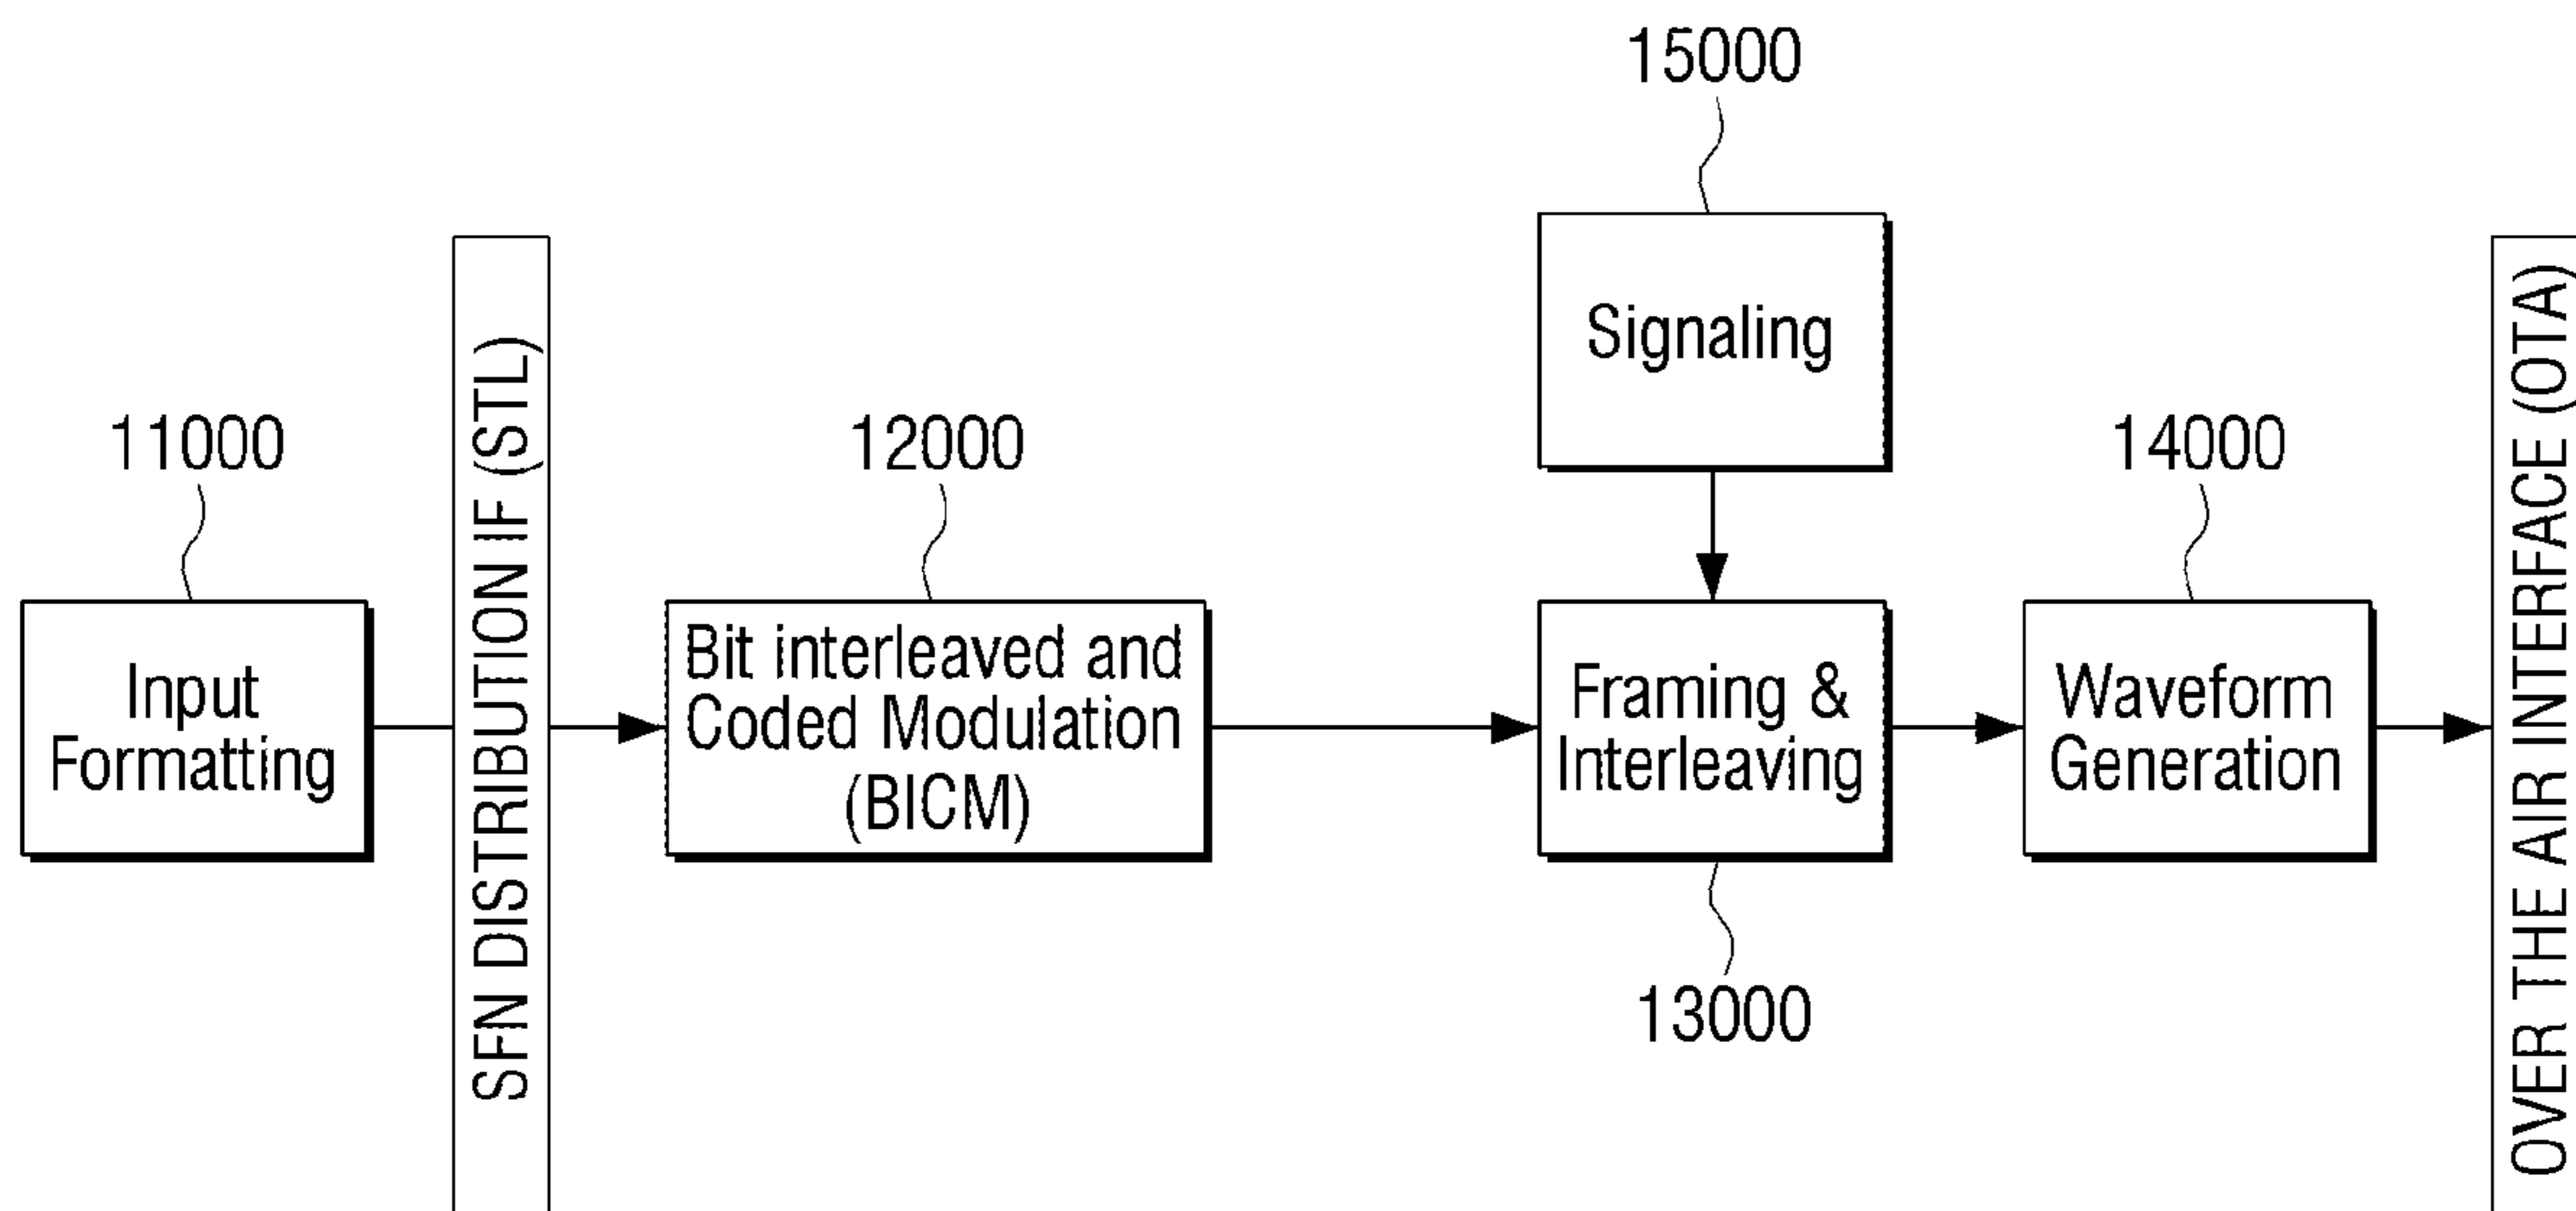 15000
Signaling
11000
12000
14000
Input
Formatting
SFN DISTRIBUTION IF (STL)
Bit interleaved and
Coded Modulation
(BICM)
Framing &
Interleaving
Waveform
Generation
OVER THE AIR INTERFACE (OTA)
13000